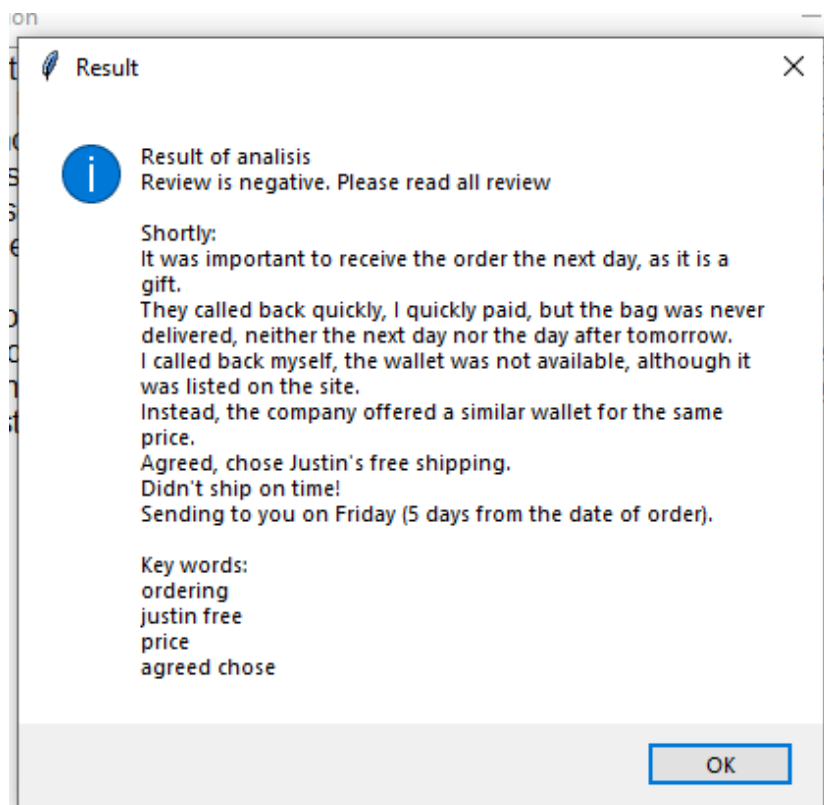 ion
Result
Result of analisis
Review is negative. Please read all review
Shortly:
It was important to receive the order the next day, as it is a
gift.
They called back quickly, I quickly paid, but the bag was never
delivered, neither the next day nor the day after tomorrow.
I called back myself, the wallet was not available, although it
was listed on the site.
Instead, the company offered a similar wallet for the same
price.
Agreed, chose Justin's free shipping.
Didn't ship on time!
Sending to you on Friday (5 days from the date of order).
Key words:
ordering
justin free
price
agreed chose
OK